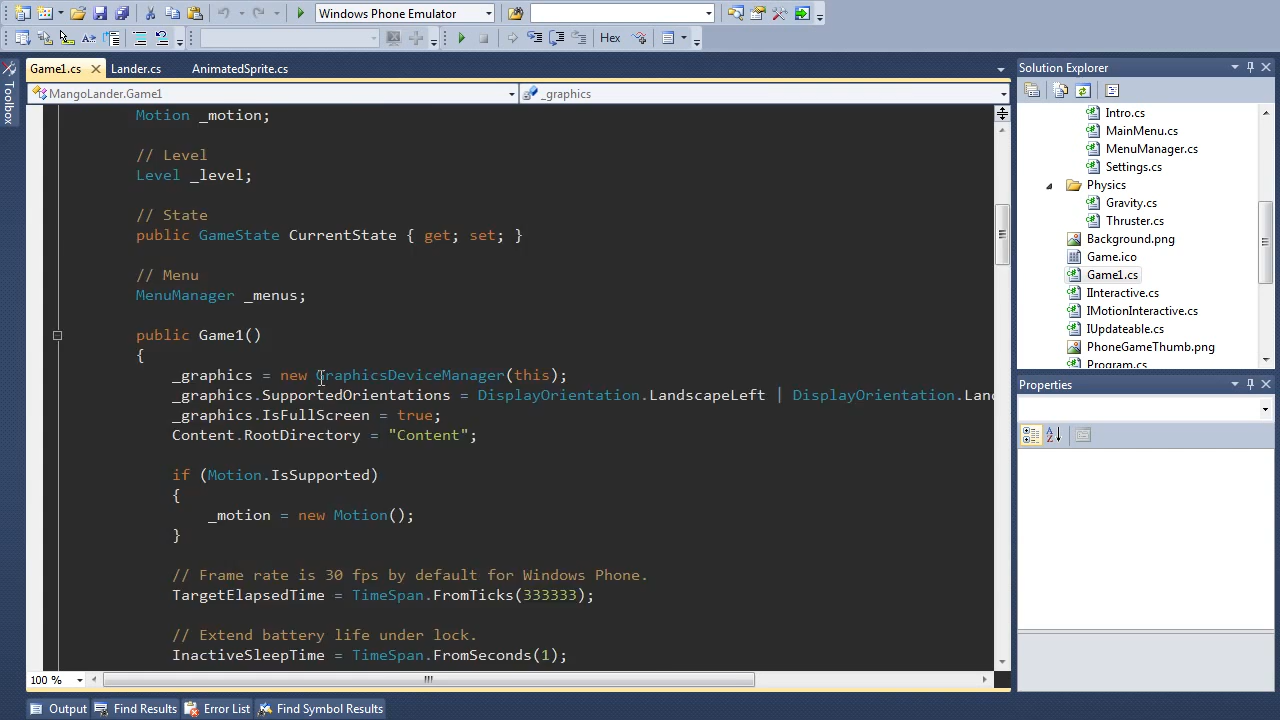 Windows Phone Emulator
Hex
Toolbox
Game1.cs
Lander.cs
AnimatedSprite.cs
MangoLander.Game1
_graphics
Motion _motion;
// Level
Level _level;
// State
public GameState CurrentState { get; set; }
// Menu
MenuManager _menus;
public Game1()
{
_graphics = new GraphicsDeviceManager(this);
_graphics.SupportedOrientations = DisplayOrientation.LandscapeLeft | DisplayOrientation.Lan
_graphics.IsFullScreen = true;
Content.RootDirectory = "Content";
if (Motion.IsSupported)
{
_motion = new Motion();
}
// Frame rate is 30 fps by default for Windows Phone.
TargetElapsedTime = TimeSpan.FromTicks(333333);
// Extend battery life under lock.
InactiveSleepTime = TimeSpan.FromSeconds(1);
100 %
Solution Explorer
Intro.cs
MainMenu.cs
MenuManager.cs
Settings.cs
Physics
Gravity.cs
Thruster.cs
Background.png
Game.ico
Game1.cs
IInteractive.cs
IMotionInteractive.cs
IUpdateable.cs
PhoneGameThumb.png
Program.cs
Properties
Output
Find Results
Error List
Find Symbol Results